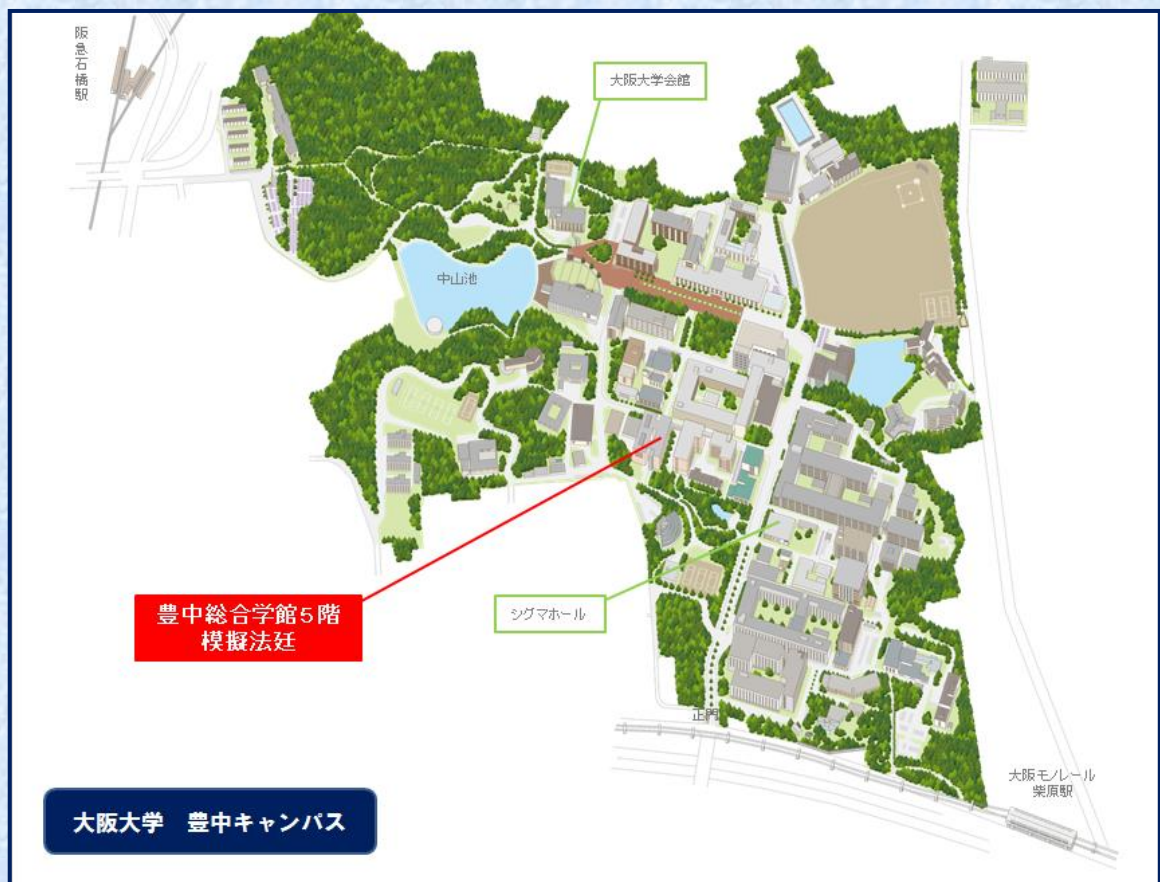 阪急石橋駅
大阪大学会館
中山池
豊中総合学館5階
模擬法廷
シグマホール
正門
大阪モノレール
柴原駅
大阪大学 豊中キャンパス